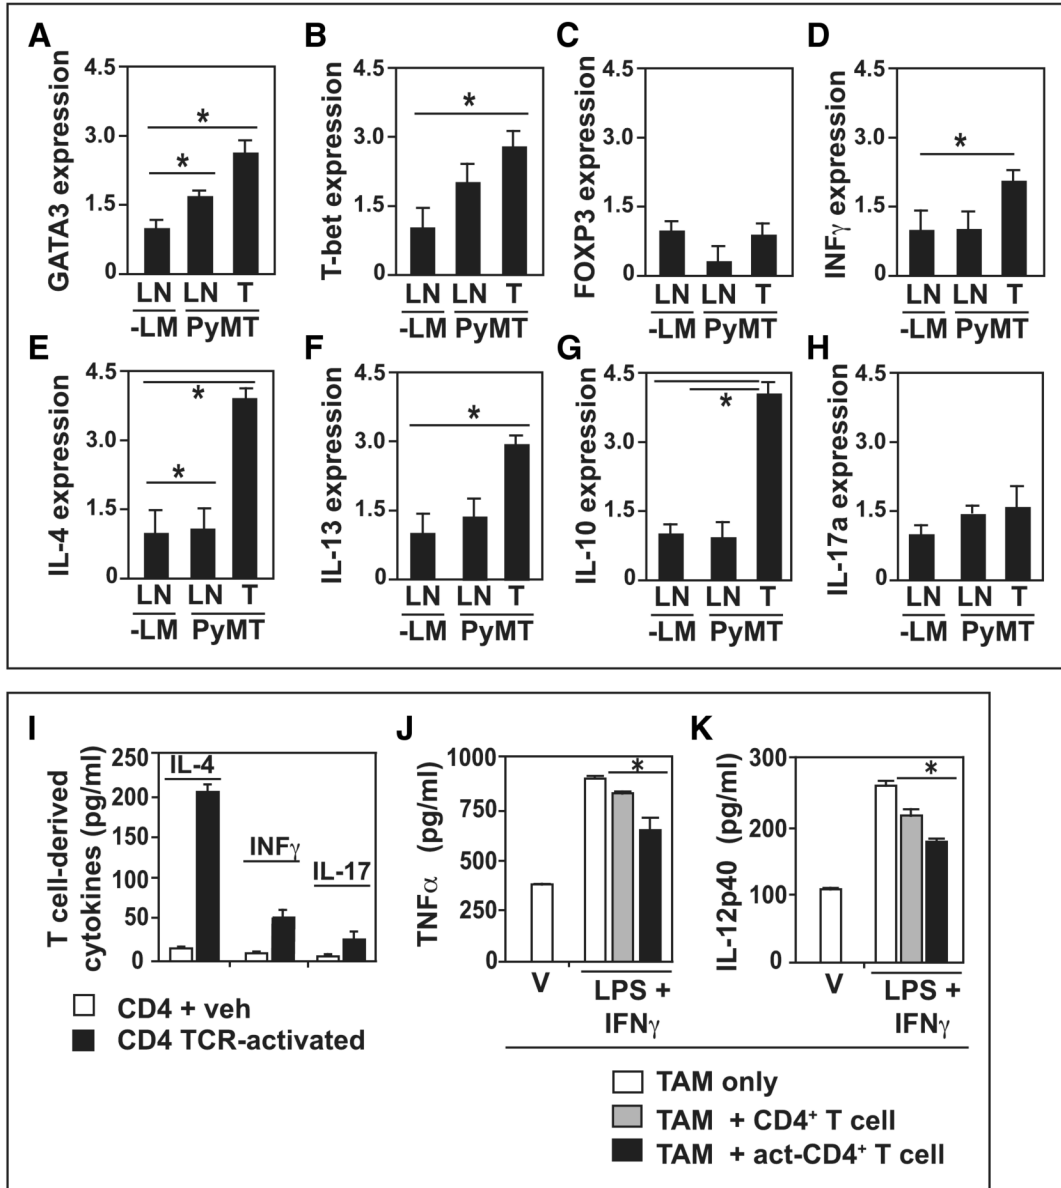 A
GATA3 expression
4.5
3.0
1.5
0
*
*
LN LN T
-LM PyMT
B
T-bet expression
4.5
3.0
1.5
0
*
LN LN T
-LM PyMT
C
FOXP3 expression
4.5
3.0
1.5
0
LN LN T
-LM PyMT
D
INFγ expression
4.5
3.0
1.5
0
*
LN LN T
-LM PyMT
E
IL-4 expression
4.5
3.0
1.5
0
*
*
LN LN T
-LM PyMT
F
IL-13 expression
4.5
3.0
1.5
0
*
LN LN T
-LM PyMT
G
IL-10 expression
4.5
3.0
1.5
0
*
LN LN T
-LM PyMT
H
IL-17a expression
4.5
3.0
1.5
0
LN LN T
-LM PyMT
I
T cell-derived
cytokines (pg/ml)
250
200
150
100
50
0
IL-4
INFγ
IL-17
CD4 + veh
CD4 TCR-activated
J
TNFα (pg/ml)
1000
750
500
250
0
*
V
LPS +
IFNγ
K
IL-12p40 (pg/ml)
300
200
100
0
*
V
LPS +
IFNγ
TAM only
TAM + CD4⁺ T cell
TAM + act-CD4⁺ T cell